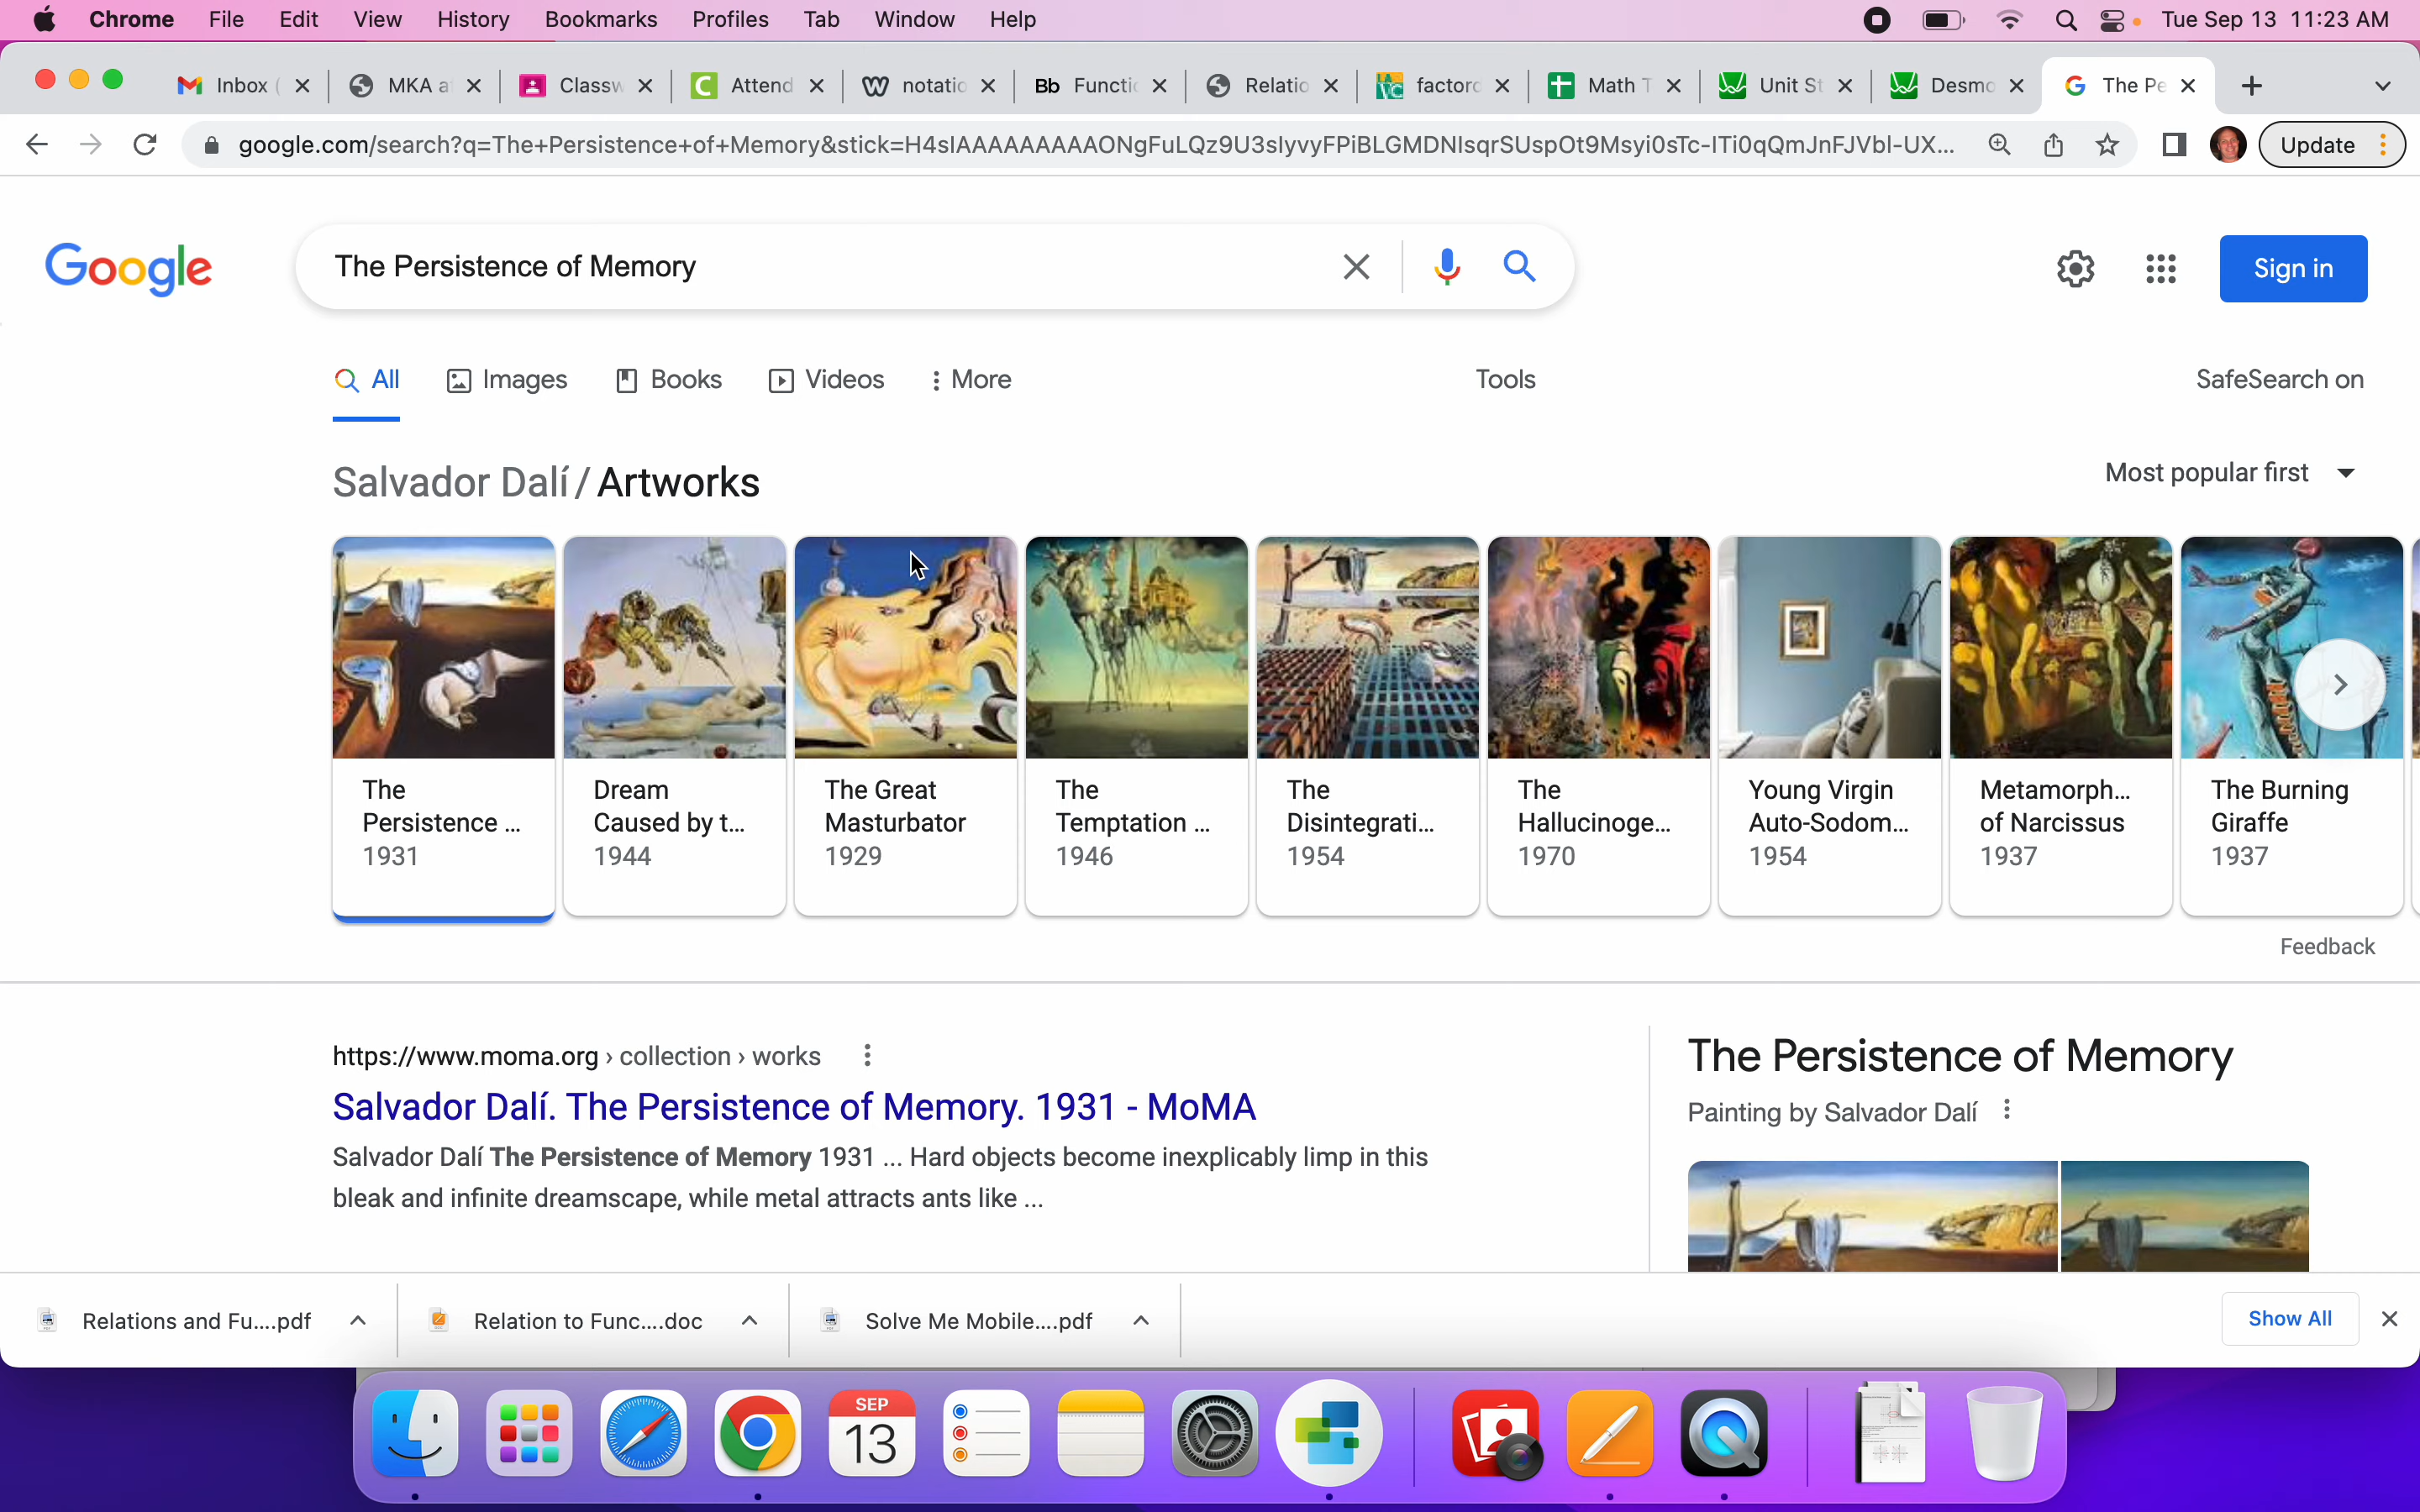 Chrome File Edit View History Bookmarks Profiles Tab Window Help Tue Sep 13 11:23 AM
Inbox ( MKA a Classw Attend notatio Bb Functio Relatio factor Math T Unit St Desmo The Pe
google.com/search?q=The+Persistence+of+Memory&stick=H4sIAAAAAAAAAONgFuLQz9U3sIyvyFPiBLGMDNIsqrSUspOt9Msyi0sTc-ITi0qQmJnFJVbl-UX... Update
Google The Persistence of Memory Sign in
All Images Books Videos More Tools SafeSearch on
Salvador Dalí / Artworks Most popular first
The Persistence ... 1931
Dream Caused by t... 1944
The Great Masturbator 1929
The Temptation ... 1946
The Disintegrati... 1954
The Hallucinoge... 1970
Young Virgin Auto-Sodom... 1954
Metamorph... of Narcissus 1937
The Burning Giraffe 1937
Feedback
https://www.moma.org › collection › works
Salvador Dalí. The Persistence of Memory. 1931 - MoMA
Salvador Dalí The Persistence of Memory 1931 ... Hard objects become inexplicably limp in this
bleak and infinite dreamscape, while metal attracts ants like ...
The Persistence of Memory
Painting by Salvador Dalí
Relations and Fu....pdf Relation to Func....doc Solve Me Mobile....pdf Show All
SEP
13